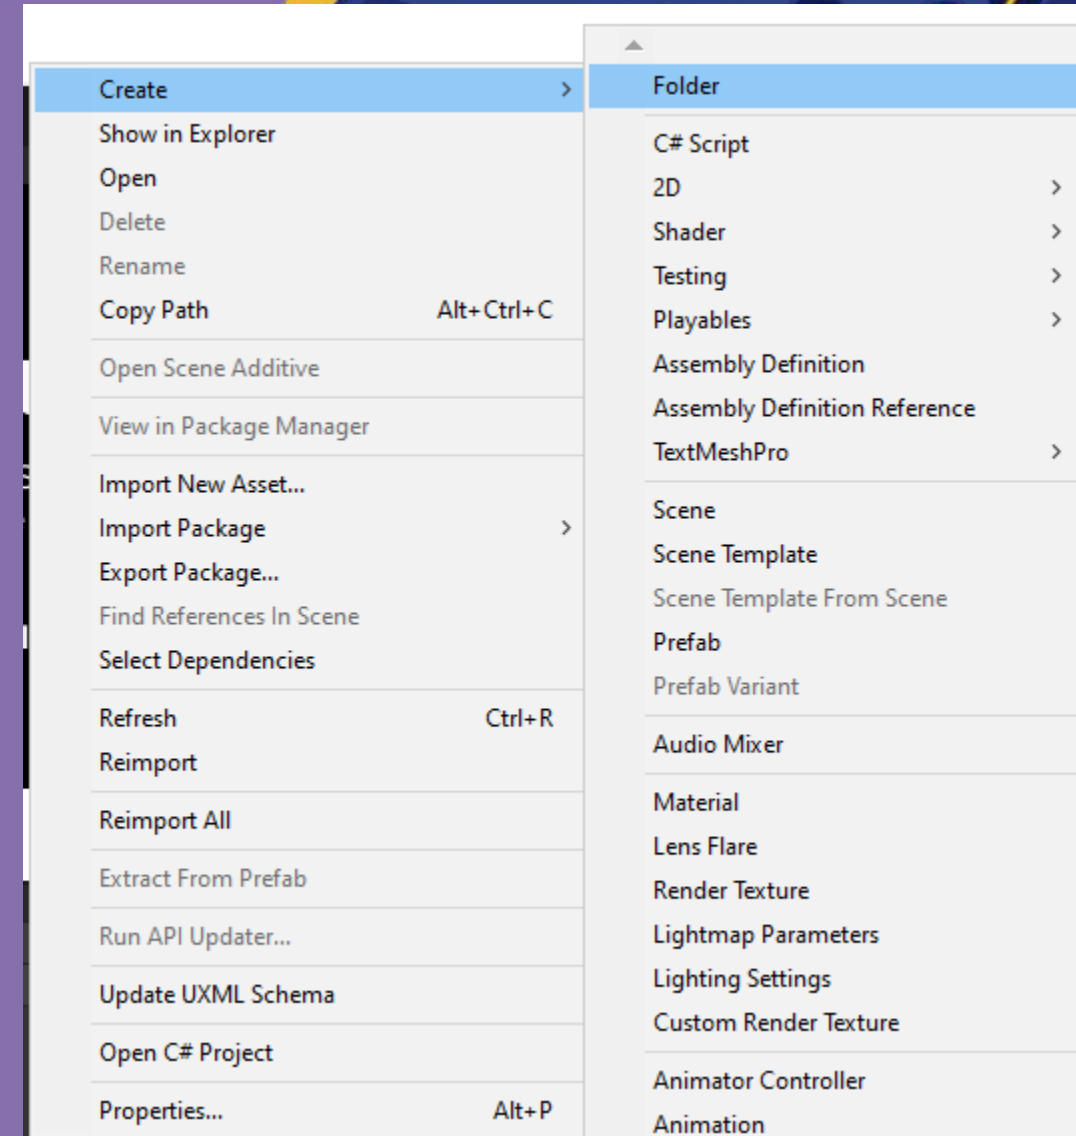 Create
Show in Explorer
Open
Delete
Rename
Copy Path Alt+Ctrl+C
Open Scene Additive
View in Package Manager
Import New Asset...
Import Package
Export Package...
Find References In Scene
Select Dependencies
Refresh Ctrl+R
Reimport
Reimport All
Extract From Prefab
Run API Updater...
Update UXML Schema
Open C# Project
Properties... Alt+P
Folder
C# Script
2D
Shader
Testing
Playables
Assembly Definition
Assembly Definition Reference
TextMeshPro
Scene
Scene Template
Scene Template From Scene
Prefab
Prefab Variant
Audio Mixer
Material
Lens Flare
Render Texture
Lightmap Parameters
Lighting Settings
Custom Render Texture
Animator Controller
Animation